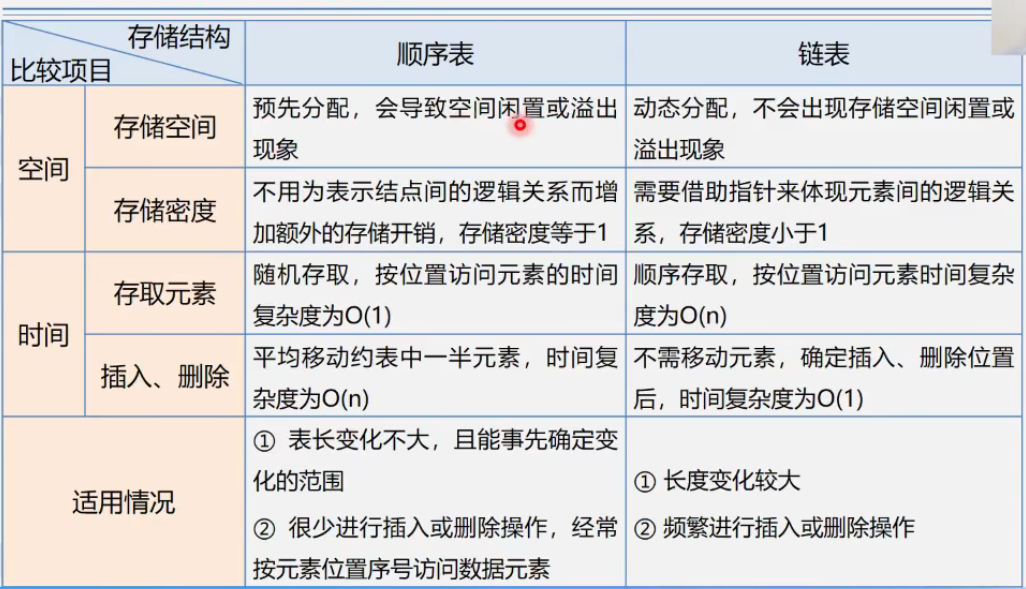 存储结构
比较项目
顺序表
链表
空间
存储空间
预先分配，会导致空间闲置或溢出
现象
动态分配，不会出现存储空间闲置或
溢出现象
存储密度
不用为表示结点间的逻辑关系而增
加额外的存储开销，存储密度等于1
需要借助指针来体现元素间的逻辑关
系，存储密度小于1
时间
存取元素
随机存取，按位置访问元素的时间
复杂度为O(1)
顺序存取，按位置访问元素时间复杂
度为O(n)
插入、删除
平均移动约表中一半元素，时间复
杂度为O(n)
不需移动元素，确定插入、删除位置
后，时间复杂度为O(1)
适用情况
① 表长变化不大，且能事先确定变
化的范围
② 很少进行插入或删除操作，经常
按元素位置序号访问数据元素
① 长度变化较大
② 频繁进行插入或删除操作